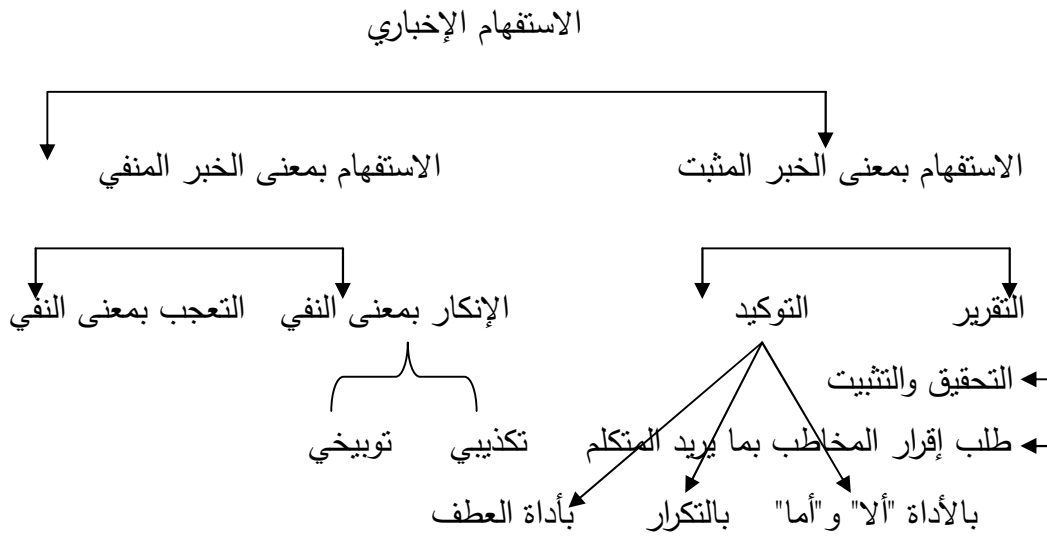 الاستفهام الإخباري
الاستفهام بمعنى الخبر المثبت
الاستفهام بمعنى الخبر المنفي
التقرير
التوكيد
الإنكار بمعنى النفي
التعجب بمعنى النفي
التحقيق والتثبيت
طلب إقرار المخاطب بما يريد المتكلم
تكذيبي
توبيخي
بالأداة "ألا" و"أما"
بالتكرار
بأداة العطف